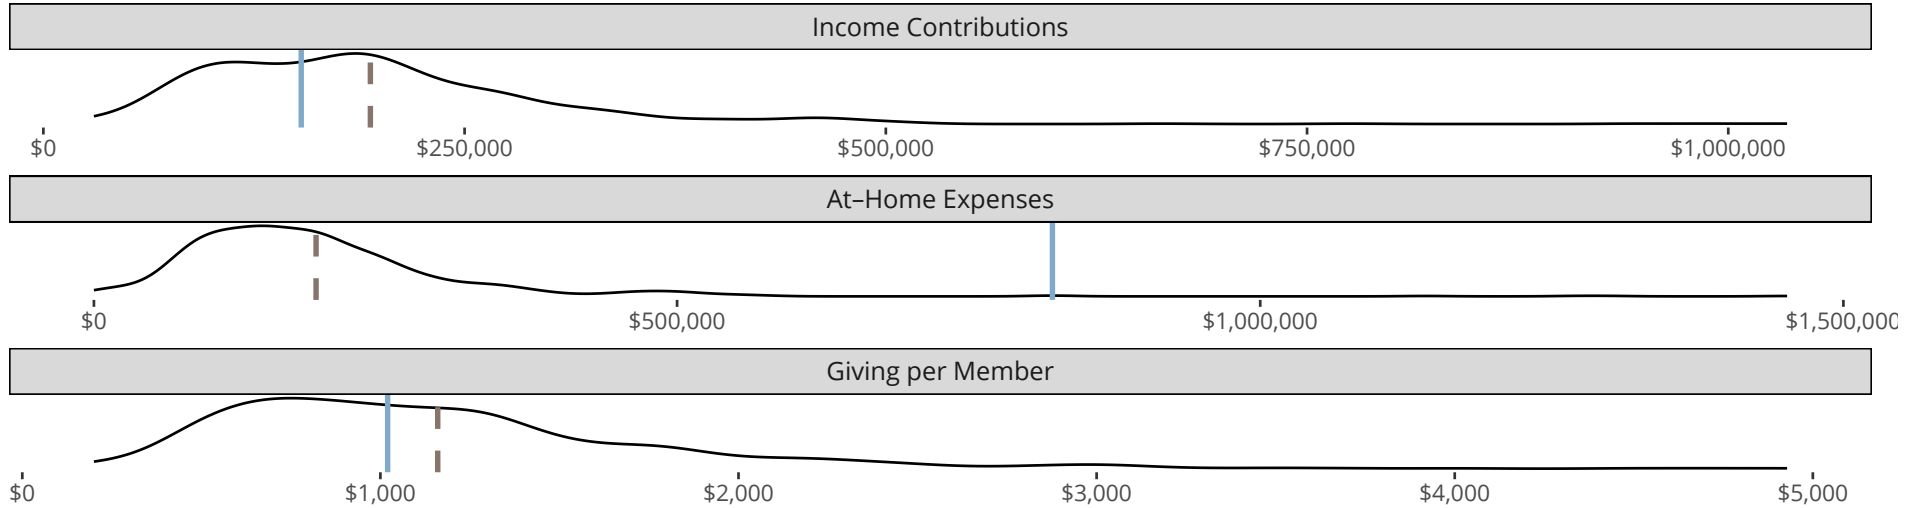 Income Contributions
$0 $250,000 $500,000 $750,000 $1,000,000
At–Home Expenses
$0 $500,000 $1,000,000 $1,500,000
Giving per Member
$0 $1,000 $2,000 $3,000 $4,000 $5,000